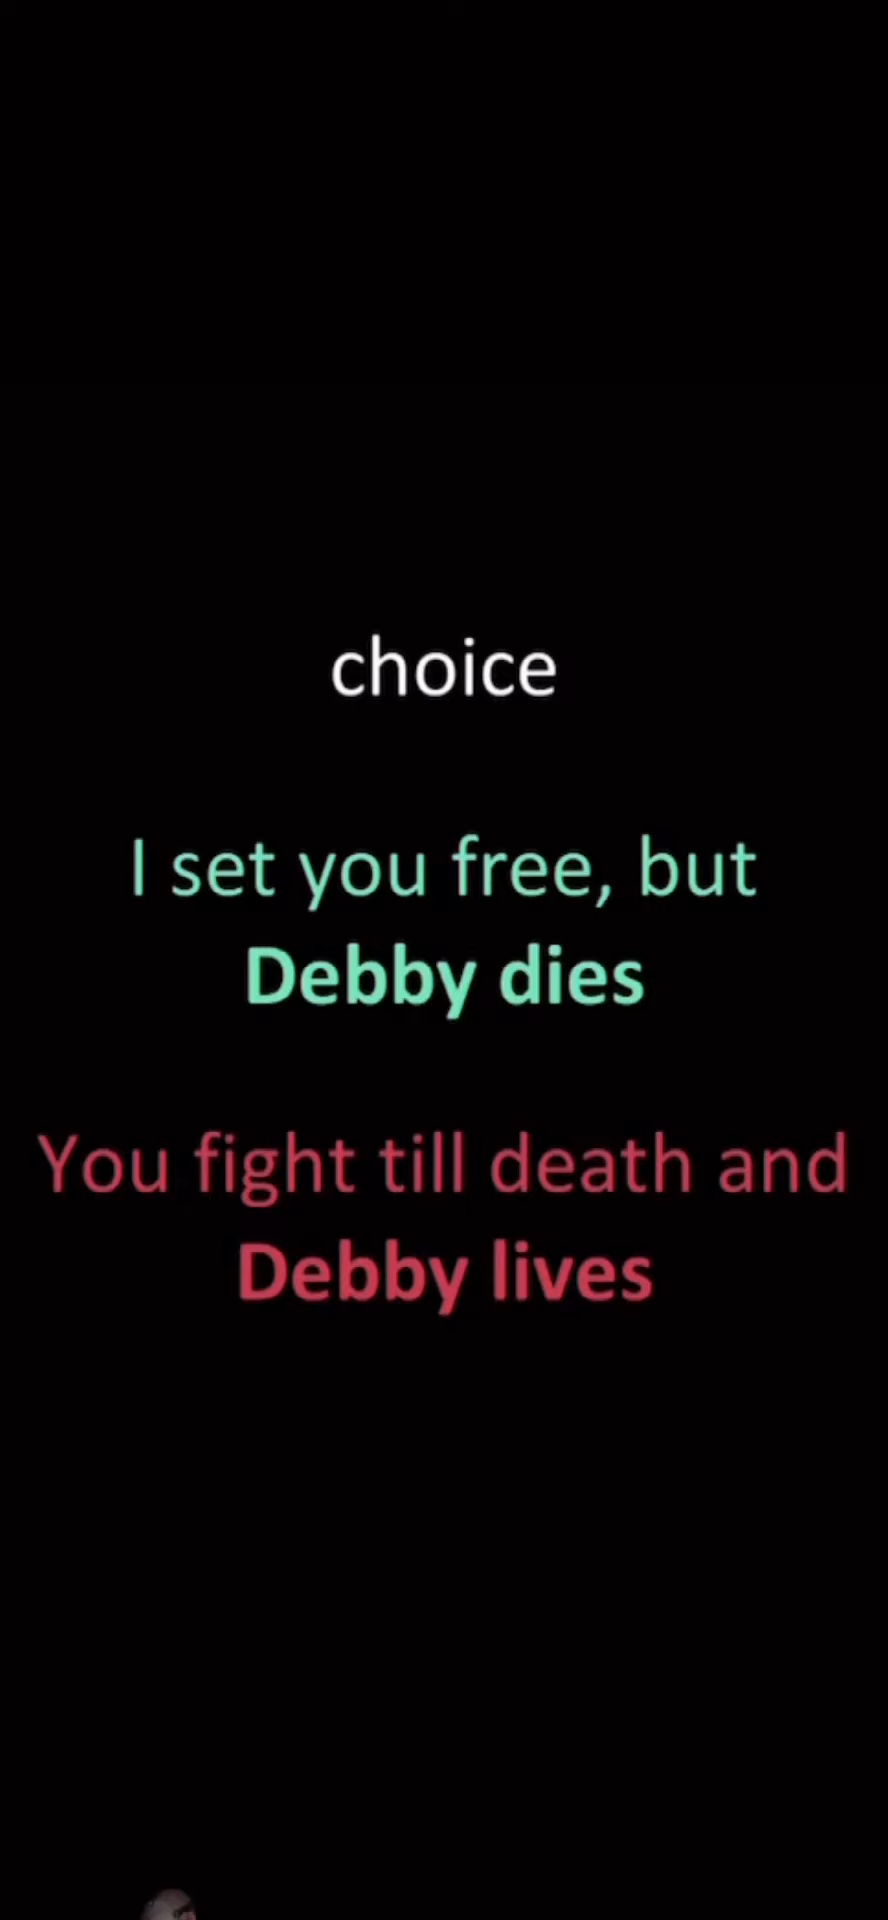 choice
I set you free, but
Debby dies
You fight till death and
Debby lives